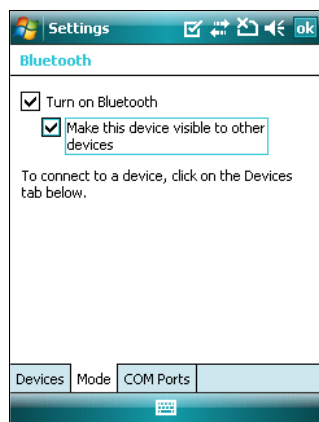 Settings
ok
Bluetooth
Turn on Bluetooth
Make this device visible to other
devices
To connect to a device, click on the Devices
tab below.
Devices Mode COM Ports